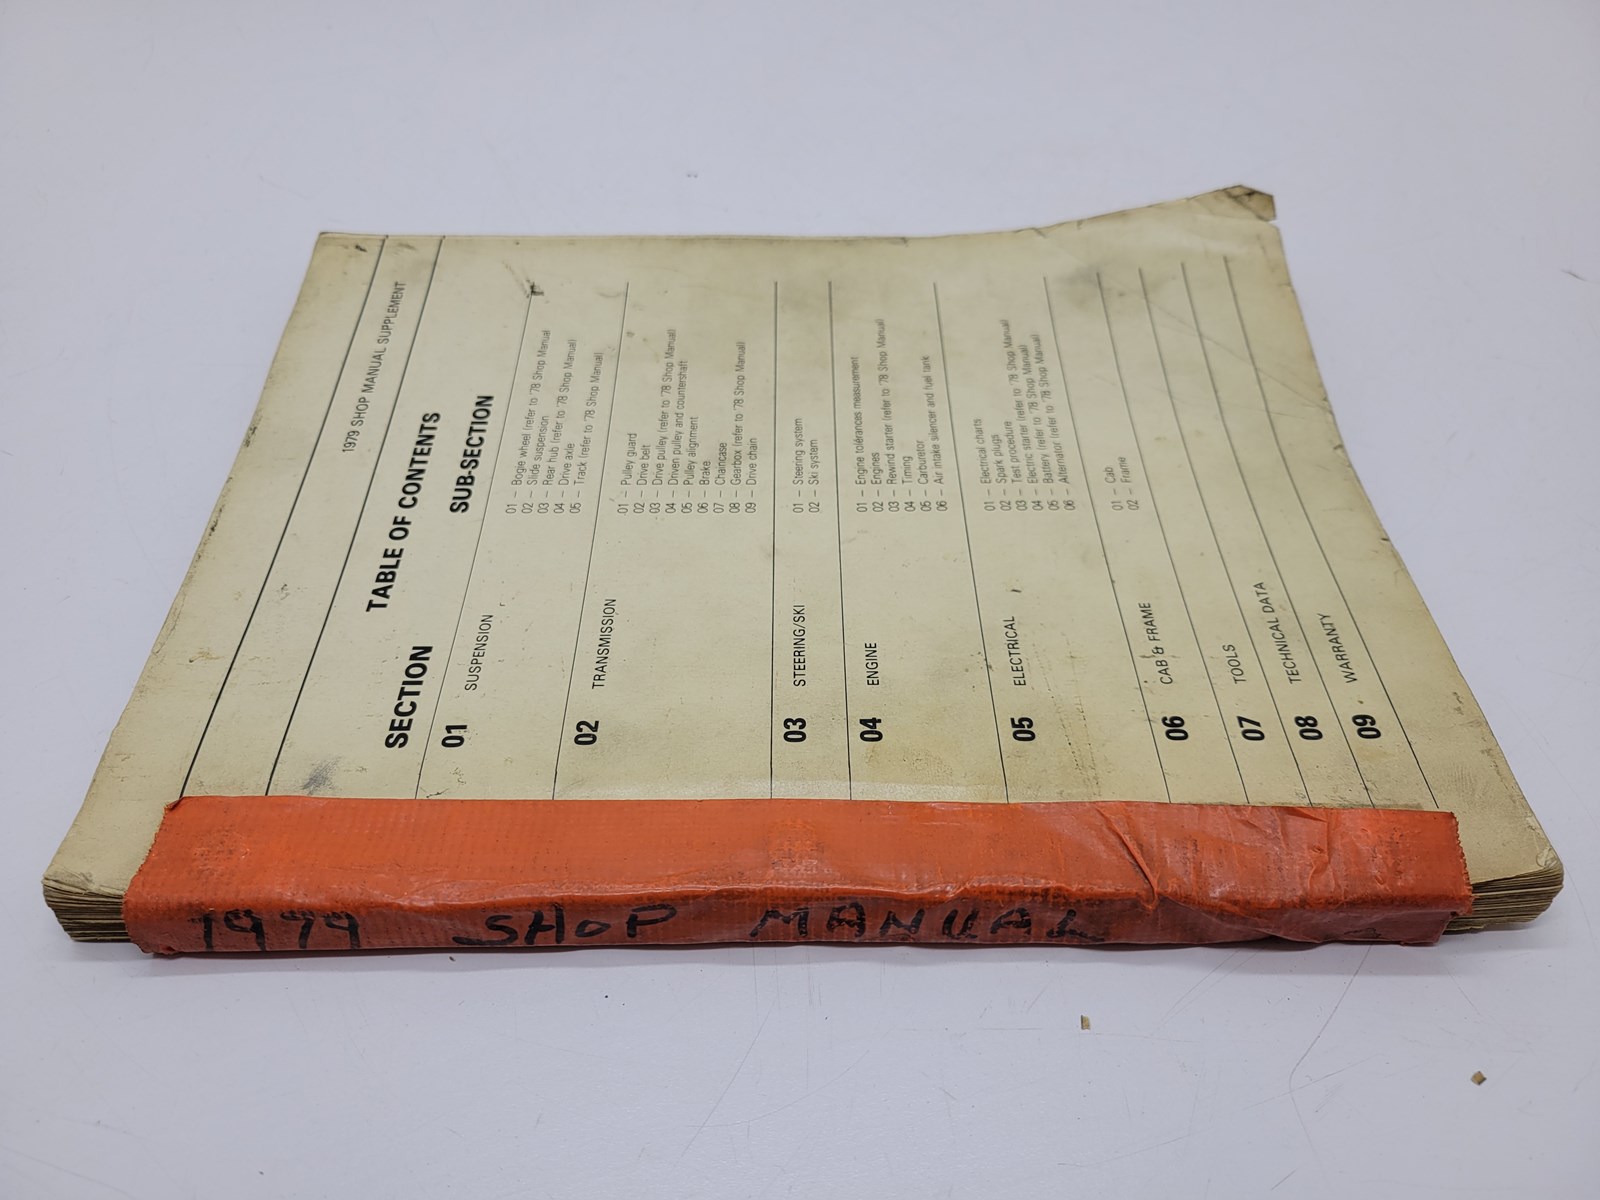 1979 SHOP MANUAL SUPPLEMENT
TABLE OF CONTENTS
SECTION SUB-SECTION
01 SUSPENSION
01 — Bogie wheel (refer to '78 Shop Manual
02 — Slide suspension
03 — Rear hub (refer to '78 Shop Manual)
04 — Drive axle
05 — Track (refer to '78 Shop Manual)
02 TRANSMISSION
01 — Pulley guard
02 — Drive belt
03 — Drive pulley (refer to '78 Shop Manual)
04 — Driven pulley and countershaft
05 — Pulley alignment
06 — Brake
07 — Chaincase
08 — Gearbox (refer to '78 Shop Manual)
09 — Drive chain
03 STEERING/SKI
01 — Steering system
02 — Ski system
04 ENGINE
01 — Engine tolérances measurement
02 — Engines
03 — Rewind starter (refer to '78 Shop Manual)
04 — Timing
05 — Carburetor
06 — Air intake silencer and fuel tank
05 ELECTRICAL
01 — Electrical charts
02 — Spark plugs
03 — Test procedure (refer to '78 Shop Manual)
04 — Electric starter (refer to '78 Shop Manual)
05 — Battery (refer to '78 Shop Manual)
06 — Alternator (refer to '78 Shop Manual)
06 CAB & FRAME
01 — Cab
02 — Frame
07 TOOLS
08 TECHNICAL DATA
09 WARRANTY
1979 SHOP MANUAL